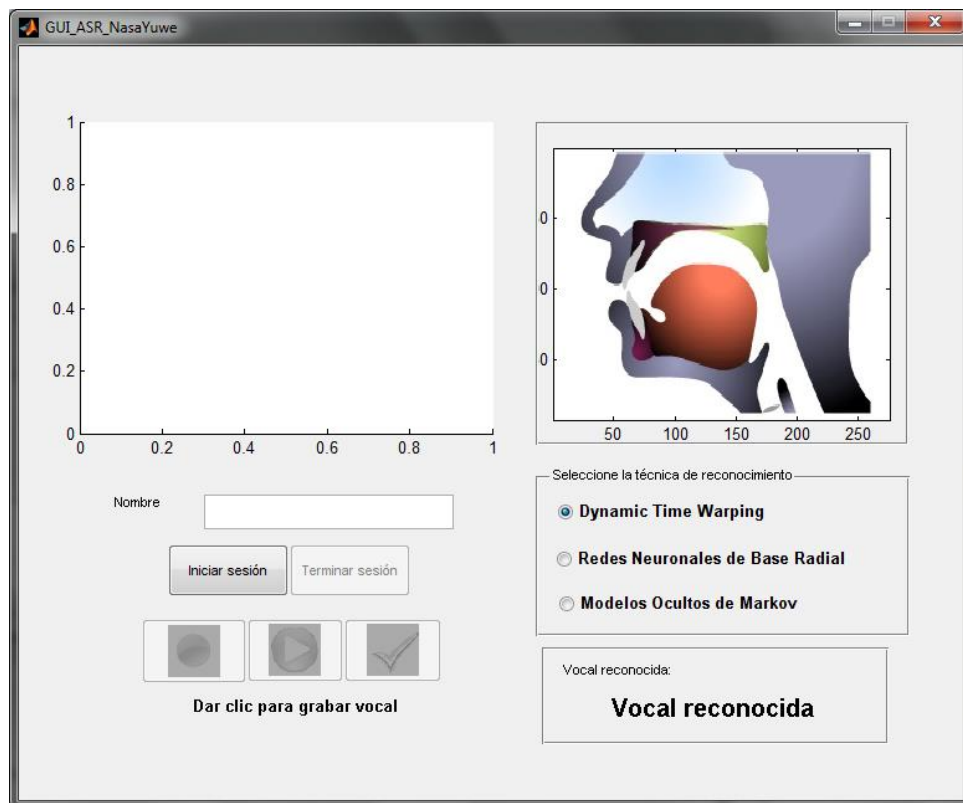 GUI_ASR_NasaYuwe
1
0.8
0.6
0.4
0.2
0
0 0.2 0.4 0.6 0.8 1
0
0
0
50 100 150 200 250
Nombre
Iniciar sesión Terminar sesión
Dar clic para grabar vocal
Seleccione la técnica de reconocimiento
Dynamic Time Warping
Redes Neuronales de Base Radial
Modelos Ocultos de Markov
Vocal reconocida:
Vocal reconocida